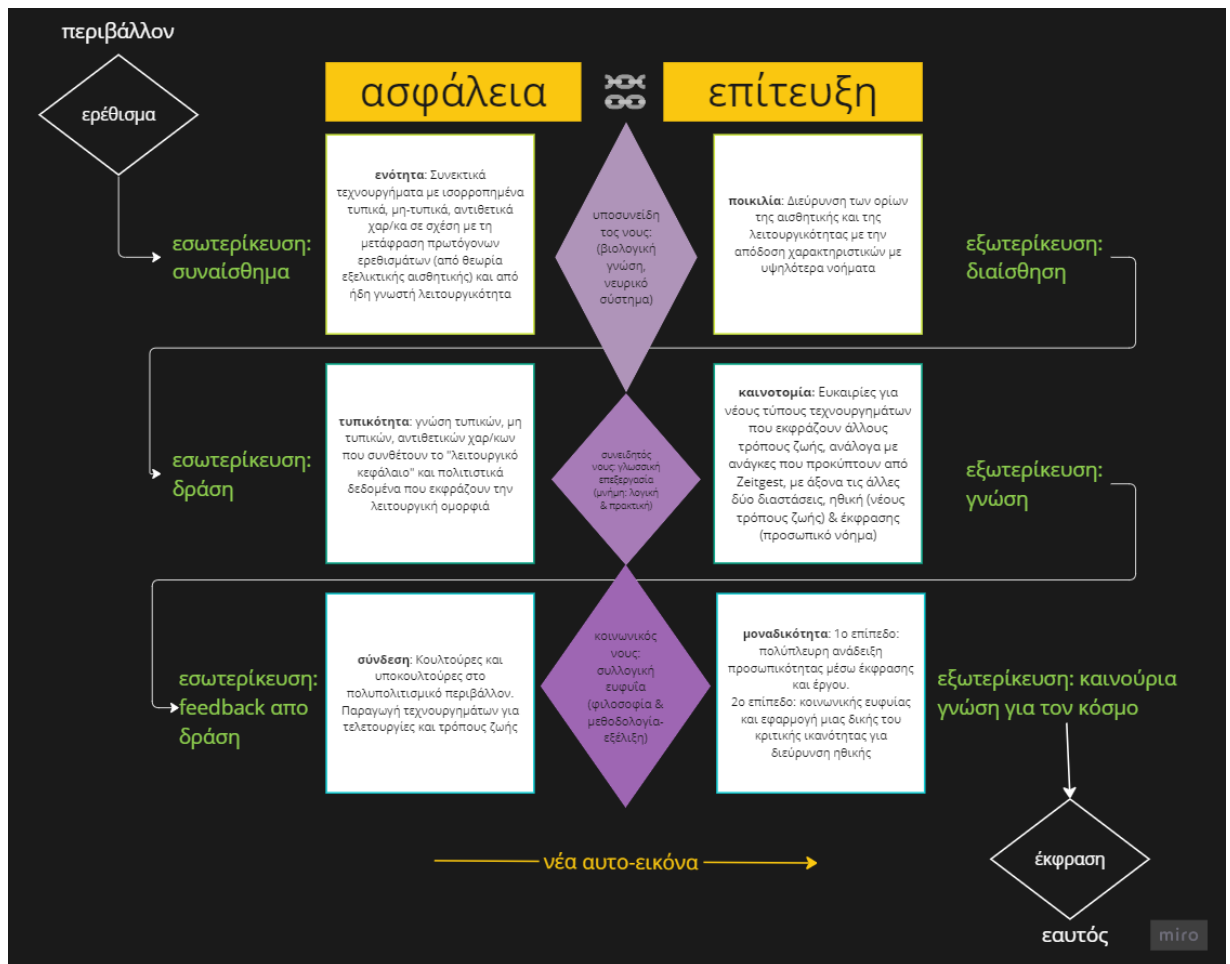 περιβάλλον
ερέθισμα
ασφάλεια
επίτευξη
εσωτερίκευση:
συναίσθημα
ενότητα: Συνεκτικά
τεχνουργήματα με ισορροπημένα
τυπικά, μη-τυπικά, αντιθετικά
χαρ/κα σε σχέση με τη
μετάφραση πρωτόγονων
ερεθισμάτων (από θεωρία
εξελικτικής αισθητικής) και από
ήδη γνωστή λειτουργικότητα
υποσυνείδη
τος νους:
(βιολογική
γνώση,
νευρικό
σύστημα)
ποικιλία: Διεύρυνση των ορίων
της αισθητικής και της
λειτουργικότητας με την
απόδοση χαρακτηριστικών με
υψηλότερα νοήματα
εξωτερίκευση:
διαίσθηση
εσωτερίκευση:
δράση
τυπικότητα: γνώση τυπικών, μη
τυπικών, αντιθετικών χαρ/κων
που συνθέτουν το "λειτουργικό
κεφάλαιο" και πολιτιστικά
δεδομένα που εκφράζουν την
λειτουργική ομορφιά
συνειδητός
νους: γλωσσική
επεξεργασία
(μνήμη: λογική
& πρακτική)
καινοτομία: Ευκαιρίες για
νέους τύπους τεχνουργημάτων
που εκφράζουν άλλους
τρόπους ζωής, ανάλογα με
ανάγκες που προκύπτουν από
Zeitgest, με άξονα τις άλλες
δύο διαστάσεις, ηθική (νέους
τρόπους ζωής) & έκφρασης
(προσωπικό νόημα)
εξωτερίκευση:
γνώση
εσωτερίκευση:
feedback απο
δράση
σύνδεση: Κουλτούρες και
υποκουλτούρες στο
πολυπολιτισμικό περιβάλλον.
Παραγωγή τεχνουργημάτων για
τελετουργίες και τρόπους ζωής
κοινωνικός
νους:
συλλογική
ευφυΐα
(φιλοσοφία &
μεθοδολογία-
εξέλιξη)
μοναδικότητα: 1ο επίπεδο:
πολύπλευρη ανάδειξη
προσωπικότητας μέσω έκφρασης
και έργου.
2ο επίπεδο: κοινωνικής ευφυίας
και εφαρμογή μιας δικής του
κριτικής ικανότητας για
διεύρυνση ηθικής
εξωτερίκευση: καινούρια
γνώση για τον κόσμο
νέα αυτο-εικόνα
έκφραση
εαυτός
miro